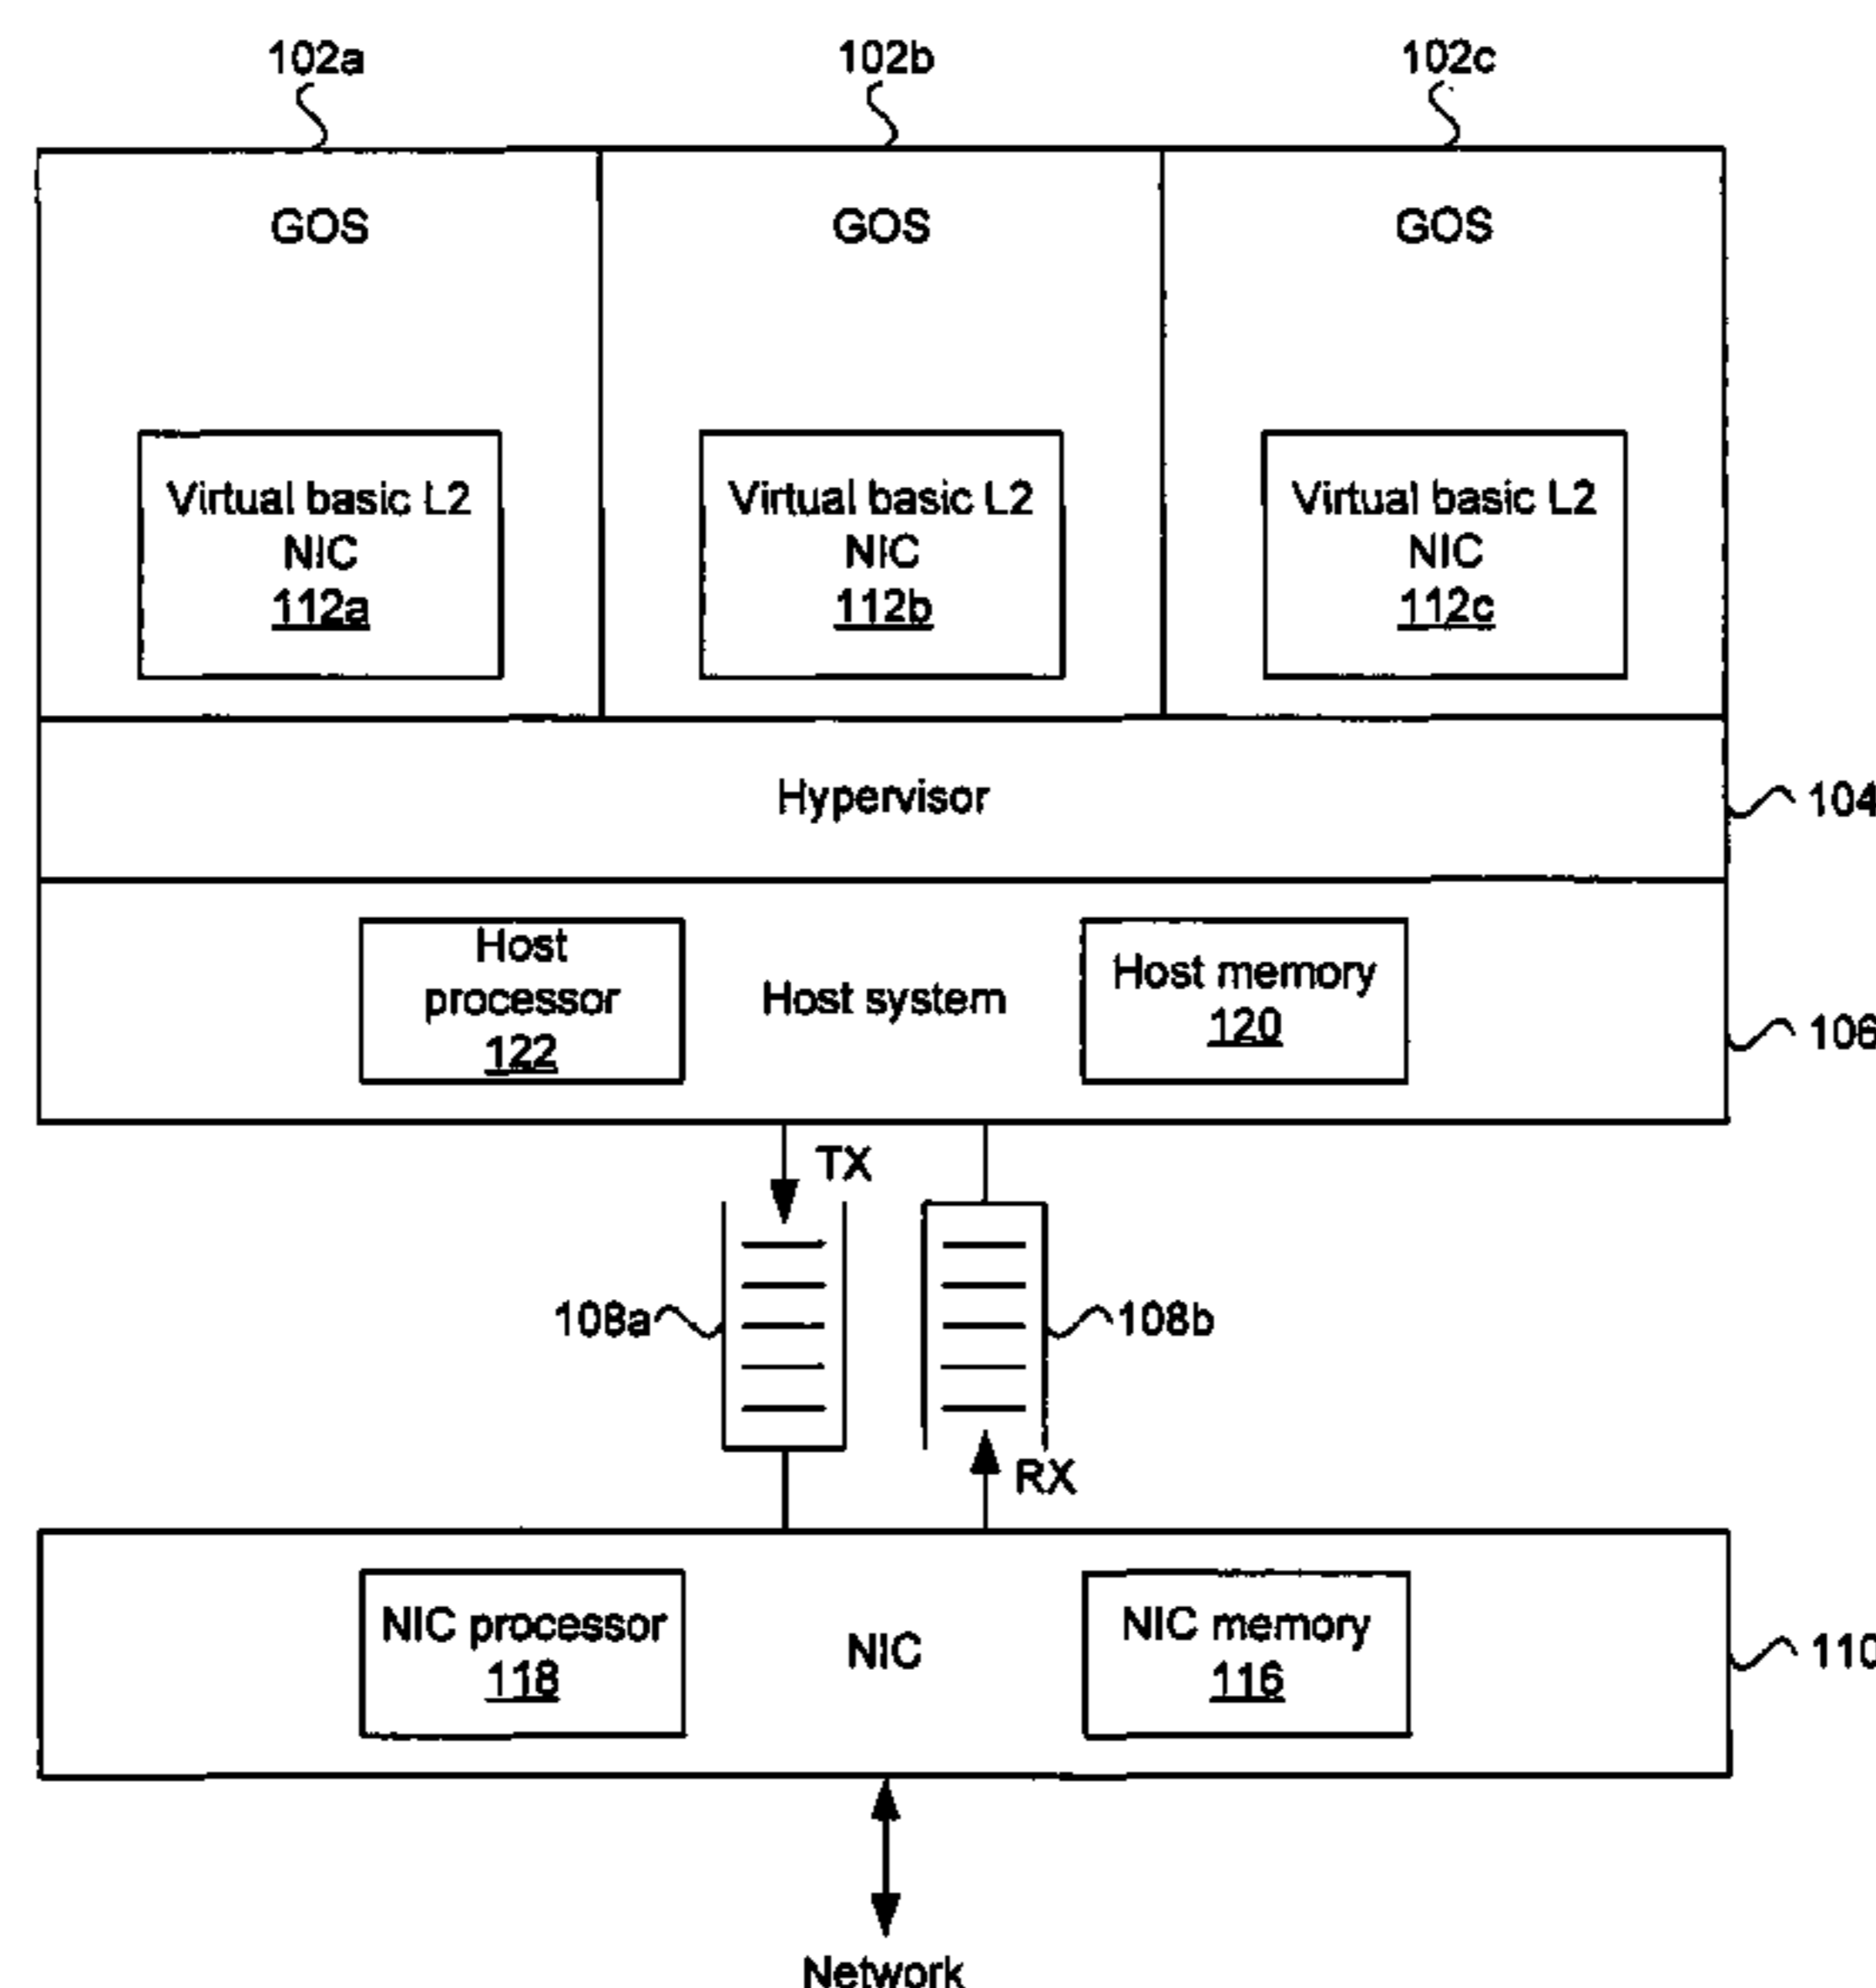 102a
102b
102c
GOS
GOS
GOS
Virtual basic L2
NIC
112a
Virtual basic L2
NIC
112b
Virtual basic L2
NIC
112c
Hypervisor
104
Host
processor
122
Host system
Host memory
120
106
TX
108a
108b
RX
NIC processor
118
NIC
NIC memory
116
110
Network